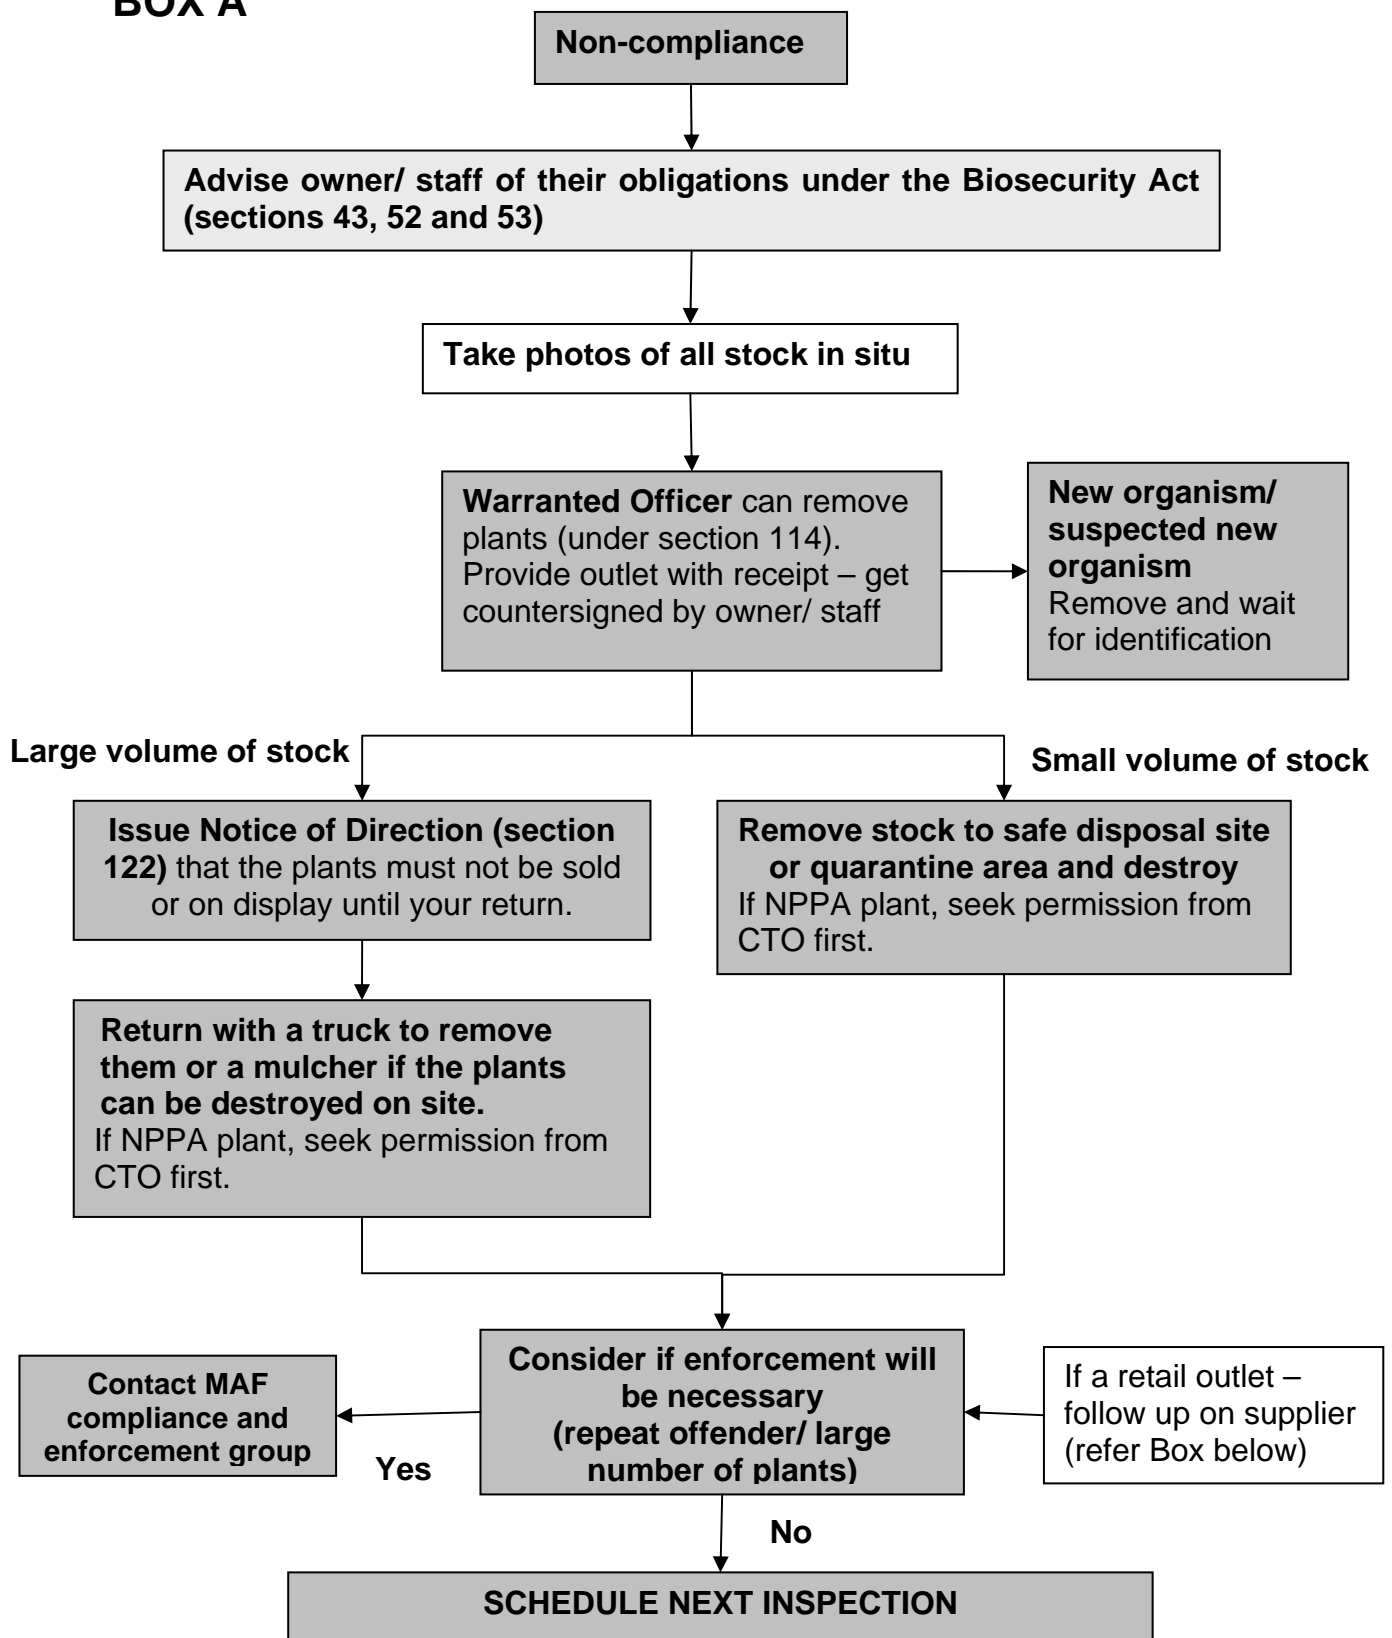 BOX A
Non-compliance
Advise owner/ staff of their obligations under the Biosecurity Act
(sections 43, 52 and 53)
Take photos of all stock in situ
Warranted Officer can remove
plants (under section 114).
Provide outlet with receipt – get
countersigned by owner/ staff
New organism/
suspected new
organism
Remove and wait
for identification
Large volume of stock
Small volume of stock
Issue Notice of Direction (section
122) that the plants must not be sold
or on display until your return.
Remove stock to safe disposal site
or quarantine area and destroy
If NPPA plant, seek permission from
CTO first.
Return with a truck to remove
them or a mulcher if the plants
can be destroyed on site.
If NPPA plant, seek permission from
CTO first.
Contact MAF
compliance and
enforcement group
Yes
Consider if enforcement will
be necessary
(repeat offender/ large
number of plants)
If a retail outlet –
follow up on supplier
(refer Box below)
No
SCHEDULE NEXT INSPECTION